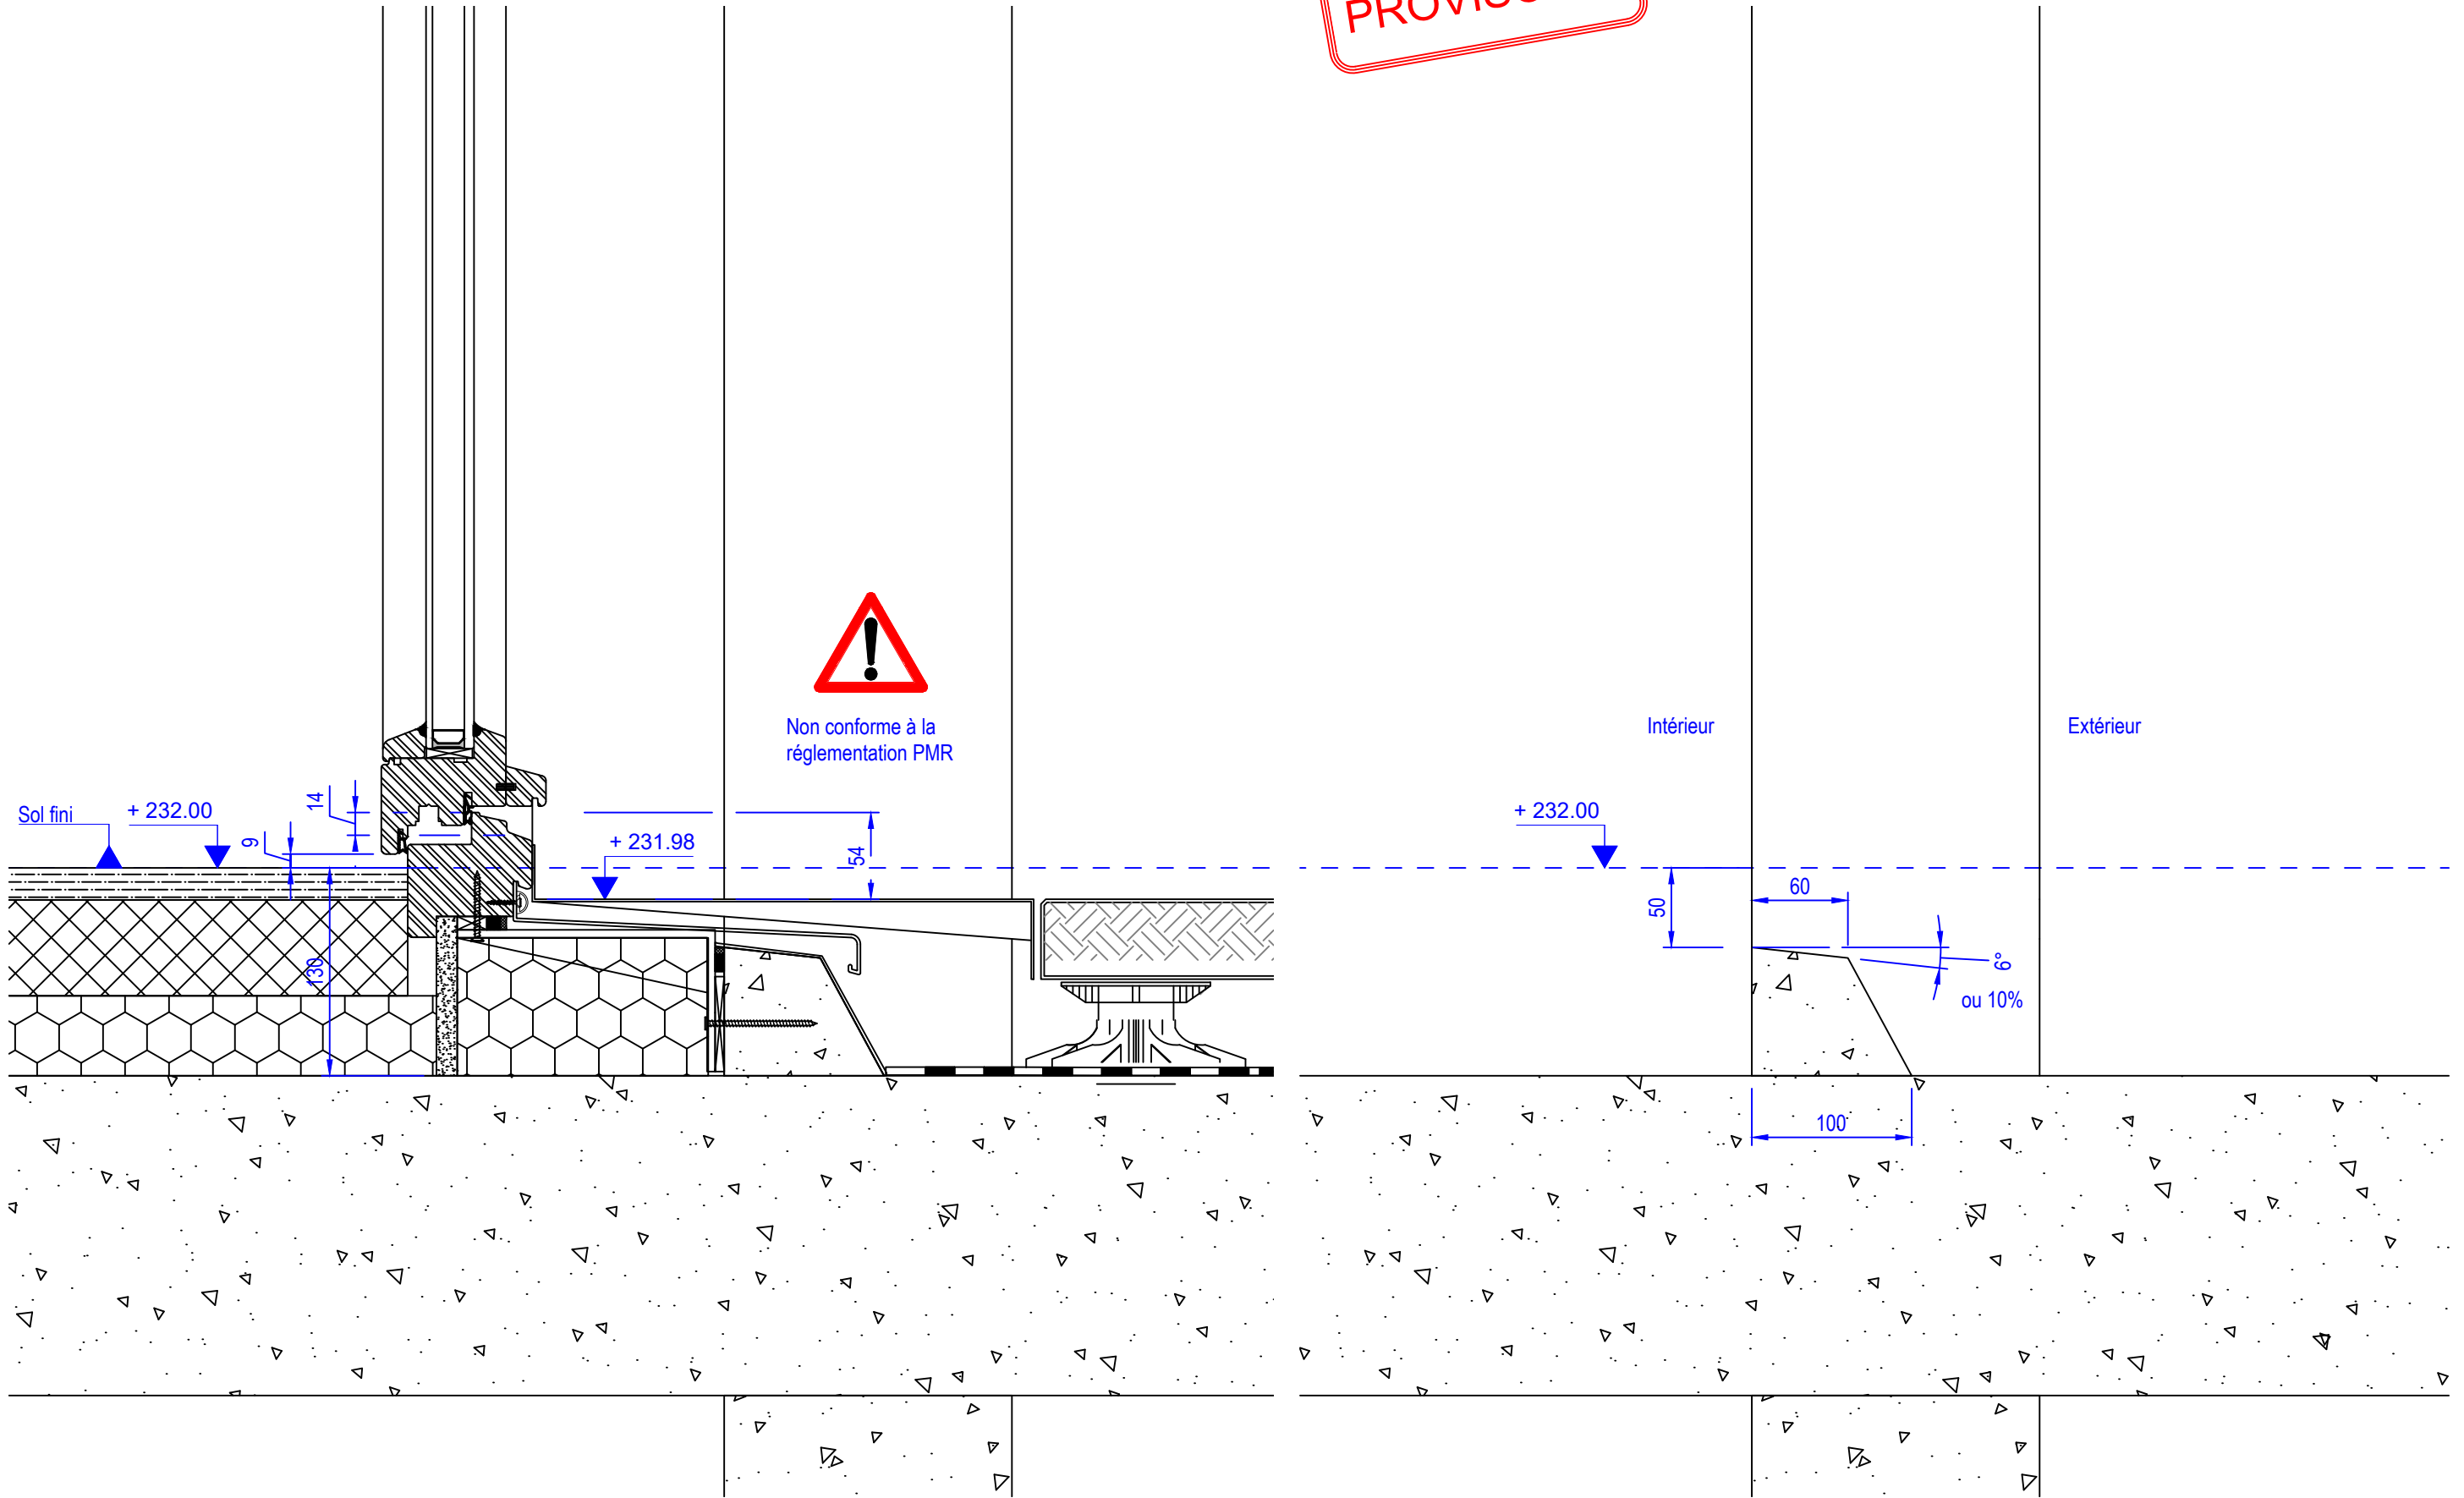 Non conforme à la
réglementation PMR
Intérieur
Extérieur
Sol fini
+ 232.00
14
9
+ 231.98
54
130
+ 232.00
50
60
6°
ou 10%
100